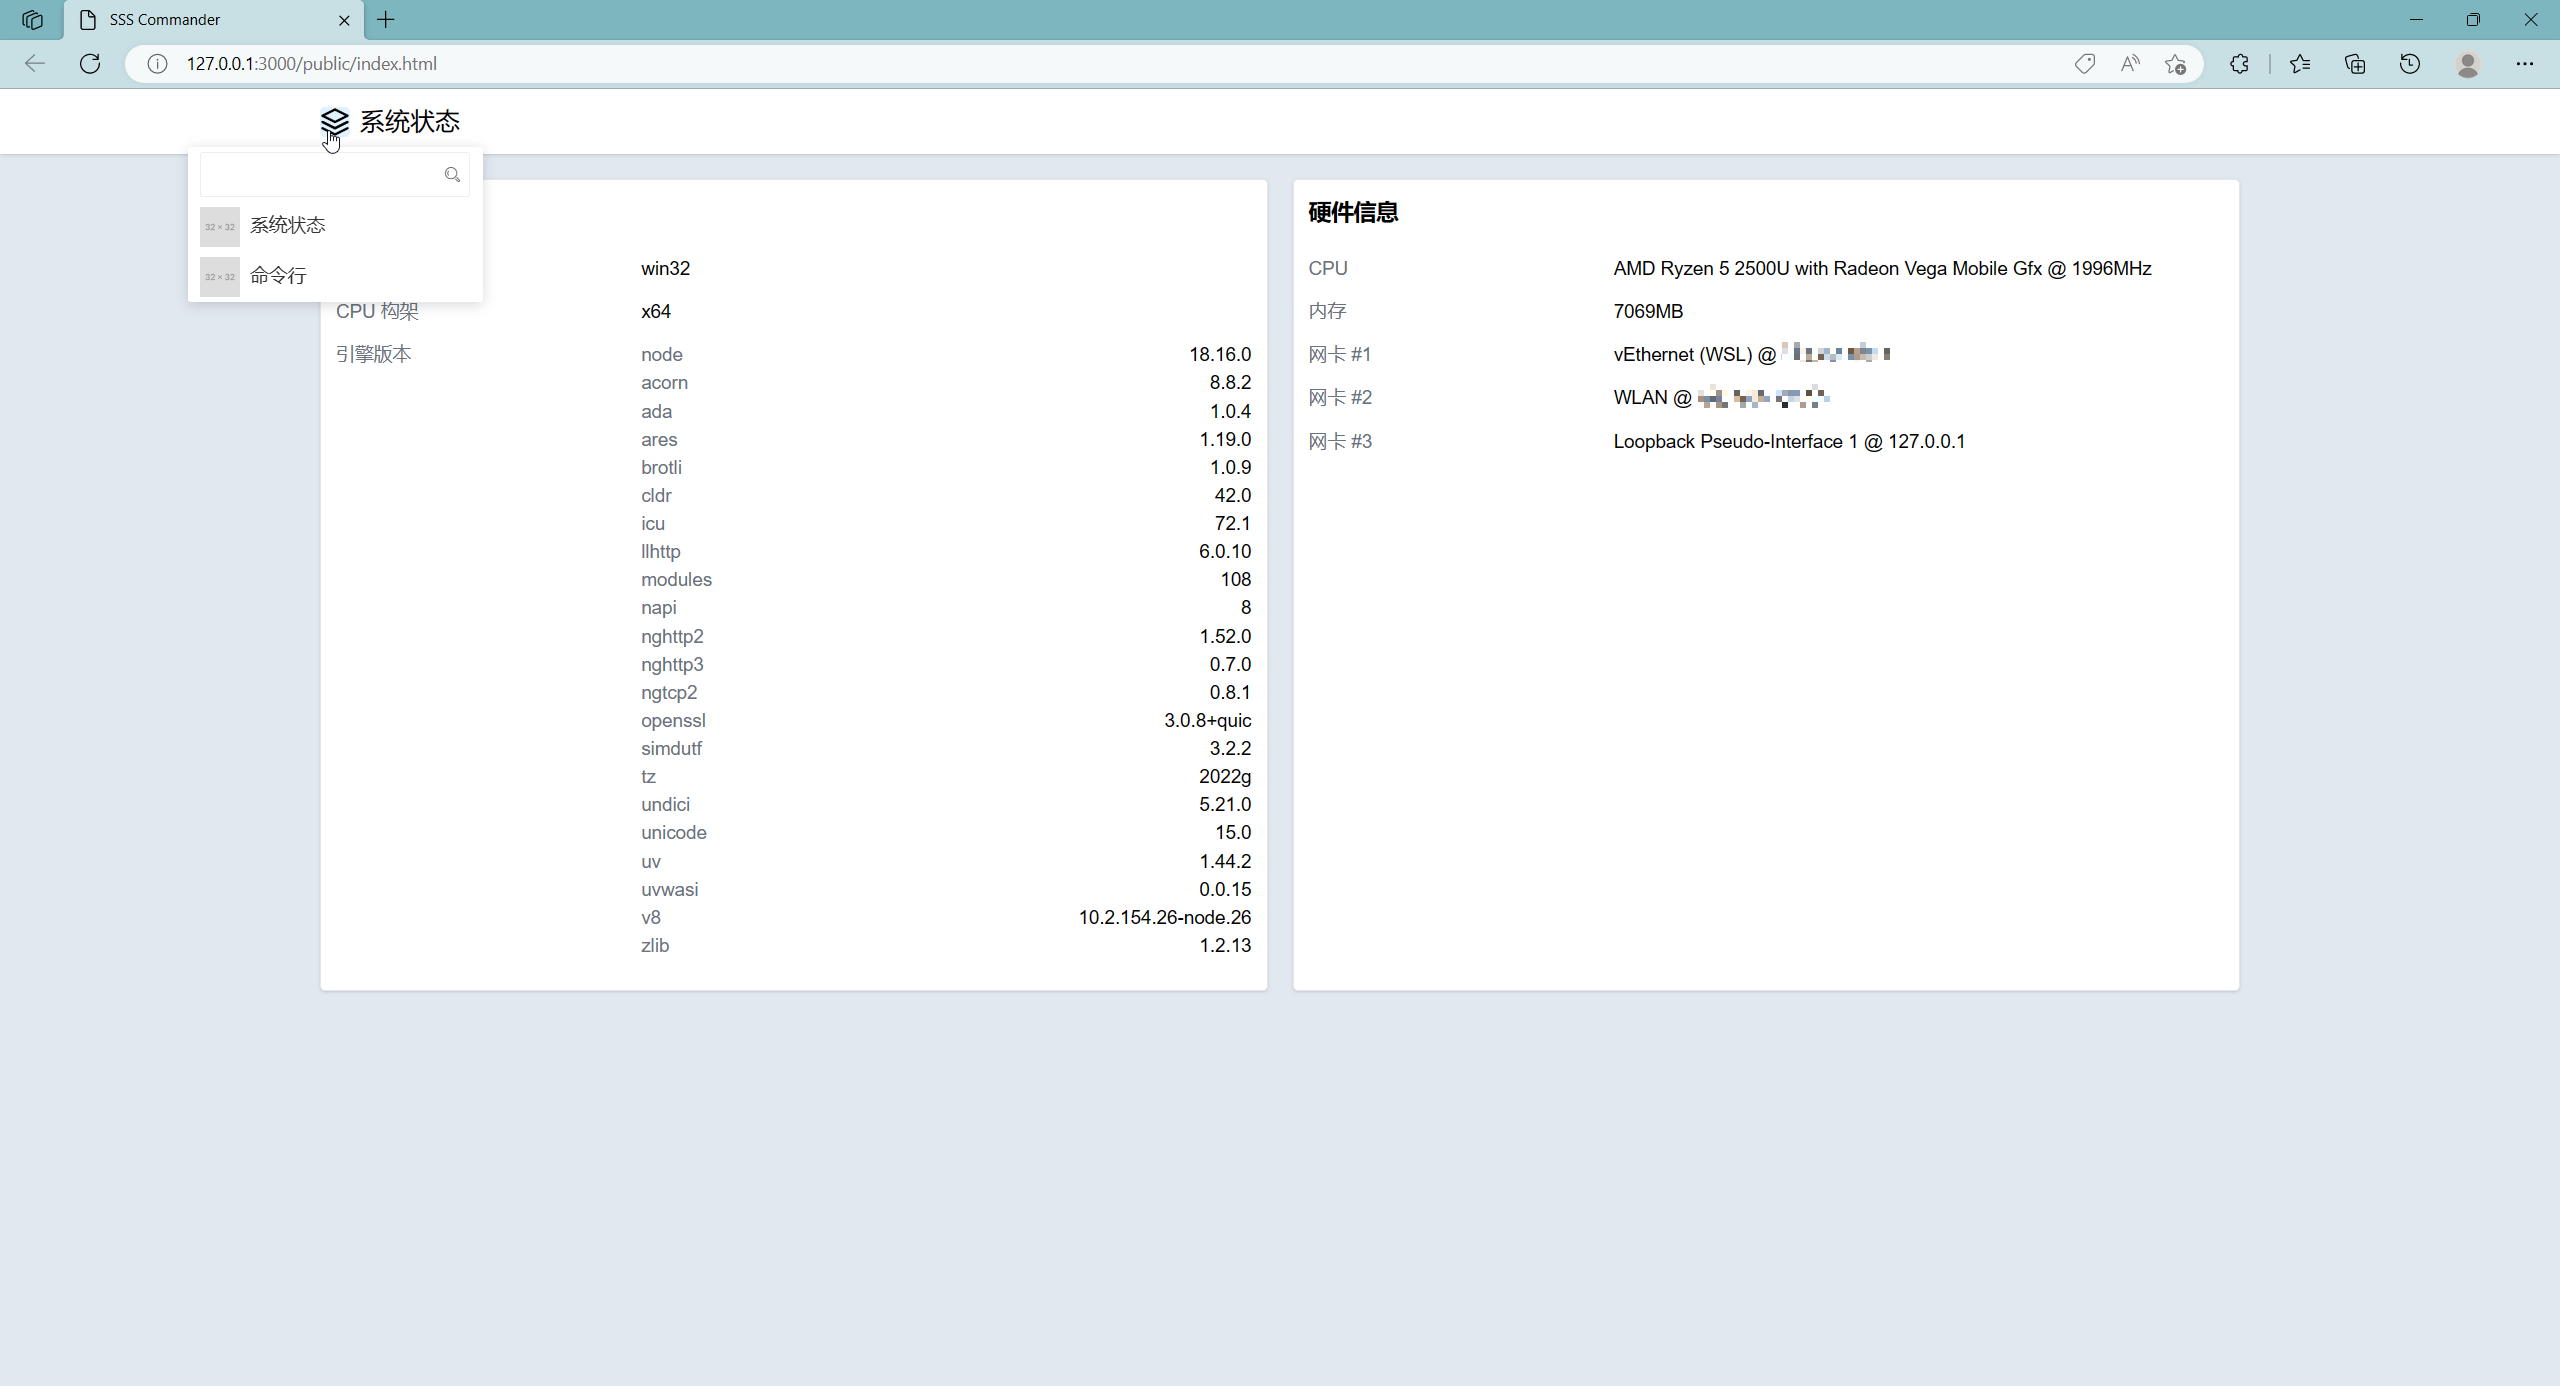 SSS Commander
127.0.0.1:3000/public/index.html
系统状态
32×32 系统状态
32×32 命令行
win32
CPU 构架 x64
引擎版本 node 18.16.0
acorn 8.8.2
ada 1.0.4
ares 1.19.0
brotli 1.0.9
cldr 42.0
icu 72.1
llhttp 6.0.10
modules 108
napi 8
nghttp2 1.52.0
nghttp3 0.7.0
ngtcp2 0.8.1
openssl 3.0.8+quic
simdutf 3.2.2
tz 2022g
undici 5.21.0
unicode 15.0
uv 1.44.2
uvwasi 0.0.15
v8 10.2.154.26-node.26
zlib 1.2.13
硬件信息
CPU AMD Ryzen 5 2500U with Radeon Vega Mobile Gfx @ 1996MHz
内存 7069MB
网卡 #1 vEthernet (WSL) @
网卡 #2 WLAN @
网卡 #3 Loopback Pseudo-Interface 1 @ 127.0.0.1